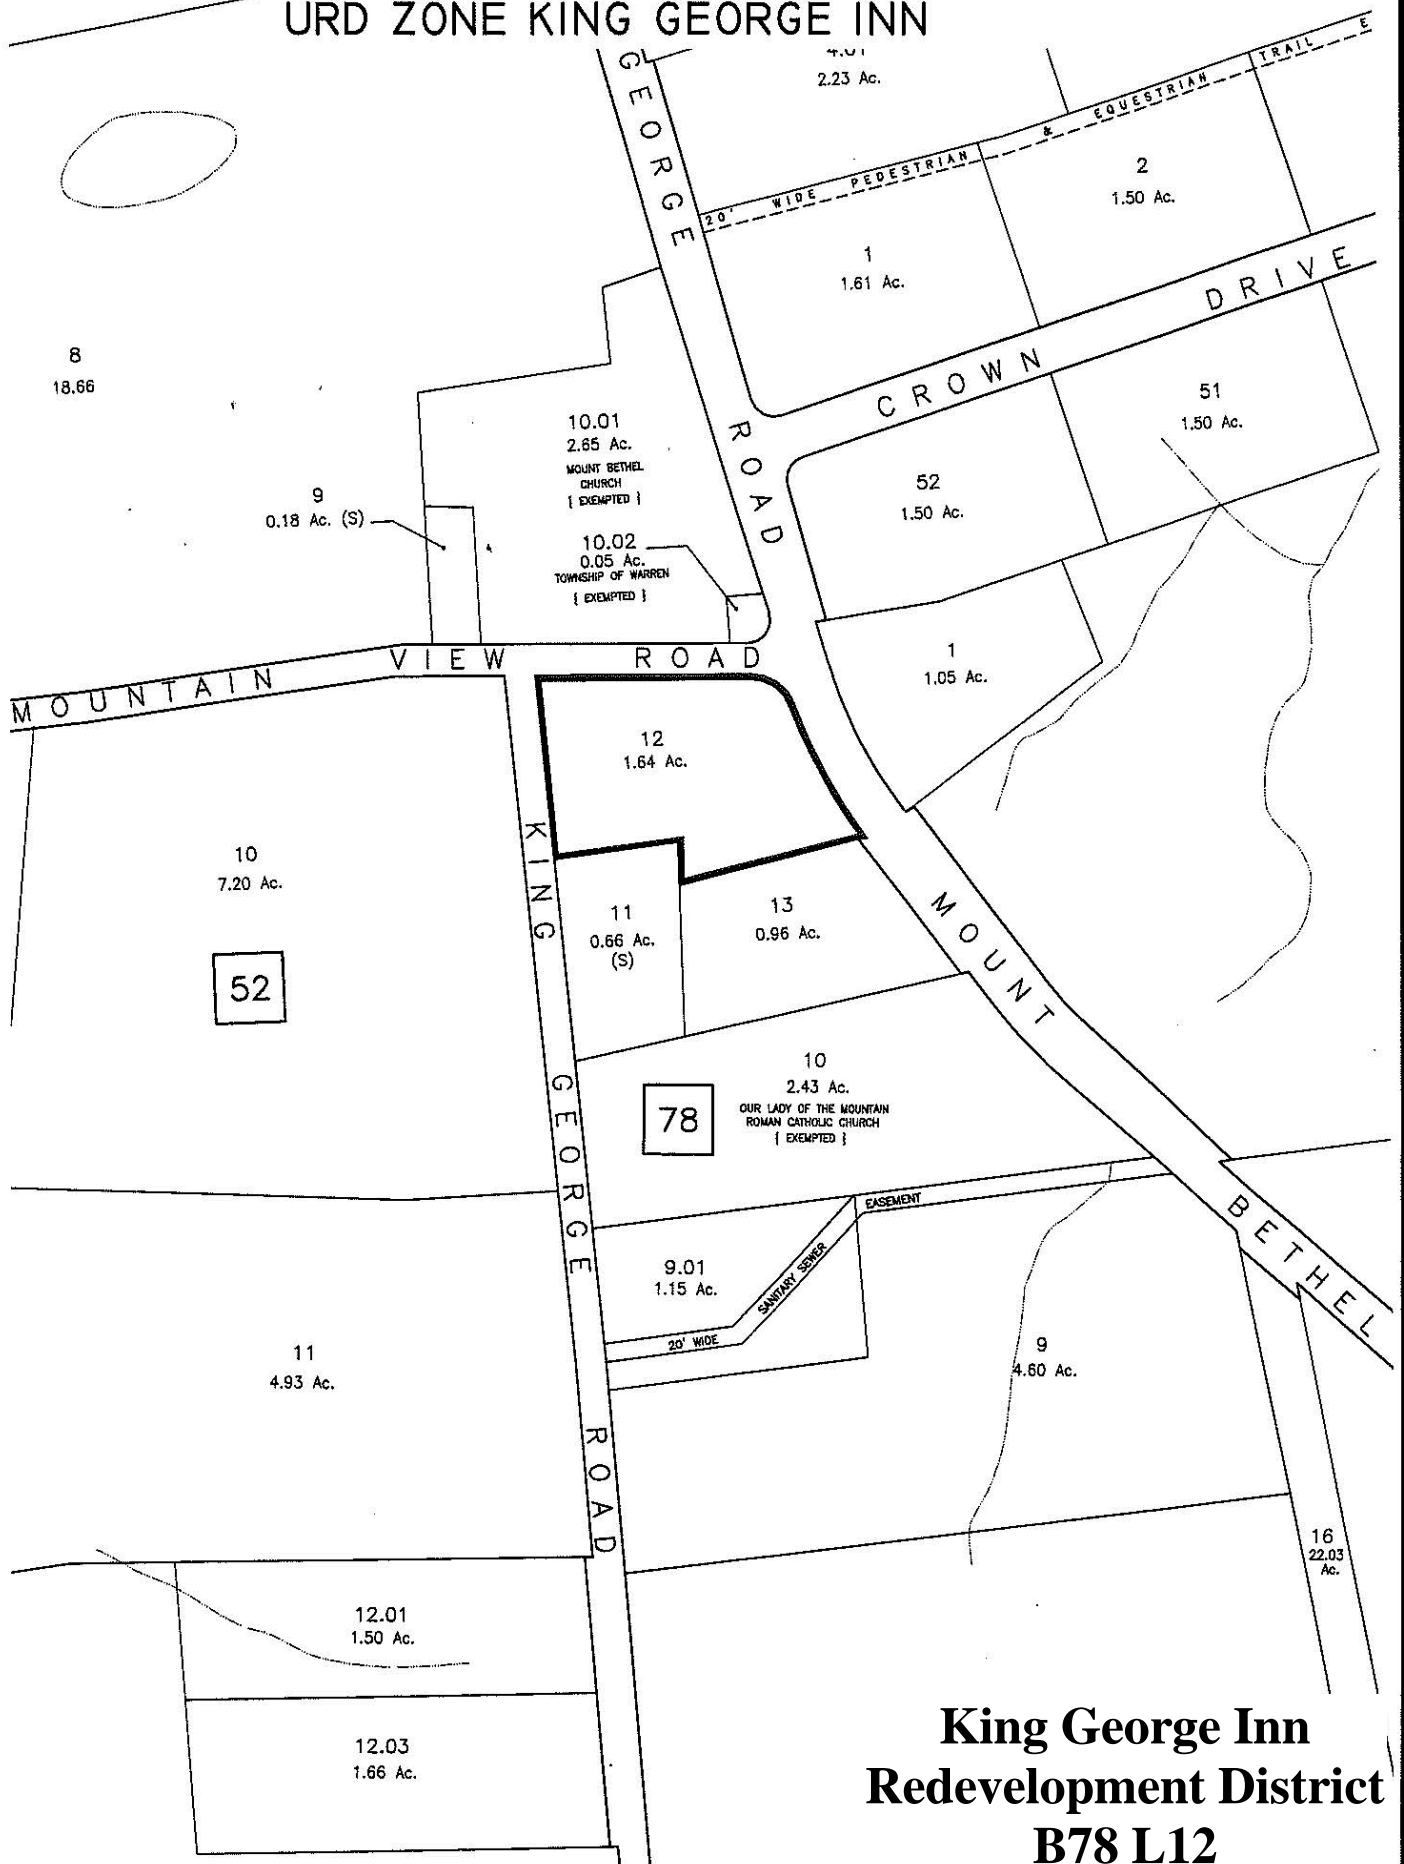 URD ZONE KING GEORGE INN
GEORGE
ROAD
2.23 Ac.
20' WIDE PEDESTRIAN & EQUESTRIAN TRAIL E
2
1.50 Ac.
1
1.61 Ac.
CROWN DRIVE
8
18.66
51
1.50 Ac.
10.01
2.65 Ac.
MOUNT BETHEL
CHURCH
{ EXEMPTED }
52
1.50 Ac.
9
0.18 Ac. (S)
10.02
0.05 Ac.
TOWNSHIP OF WARREN
{ EXEMPTED }
MOUNTAIN VIEW ROAD
1
1.05 Ac.
12
1.64 Ac.
KING GEORGE ROAD
10
7.20 Ac.
11
0.66 Ac.
(S)
13
0.96 Ac.
MOUNT BETHEL
52
78
10
2.43 Ac.
OUR LADY OF THE MOUNTAIN
ROMAN CATHOLIC CHURCH
{ EXEMPTED }
20' WIDE SANITARY SEWER EASEMENT
9.01
1.15 Ac.
9
4.60 Ac.
11
4.93 Ac.
16
22.03
Ac.
12.01
1.50 Ac.
12.03
1.66 Ac.
King George Inn
Redevelopment District
B78 L12